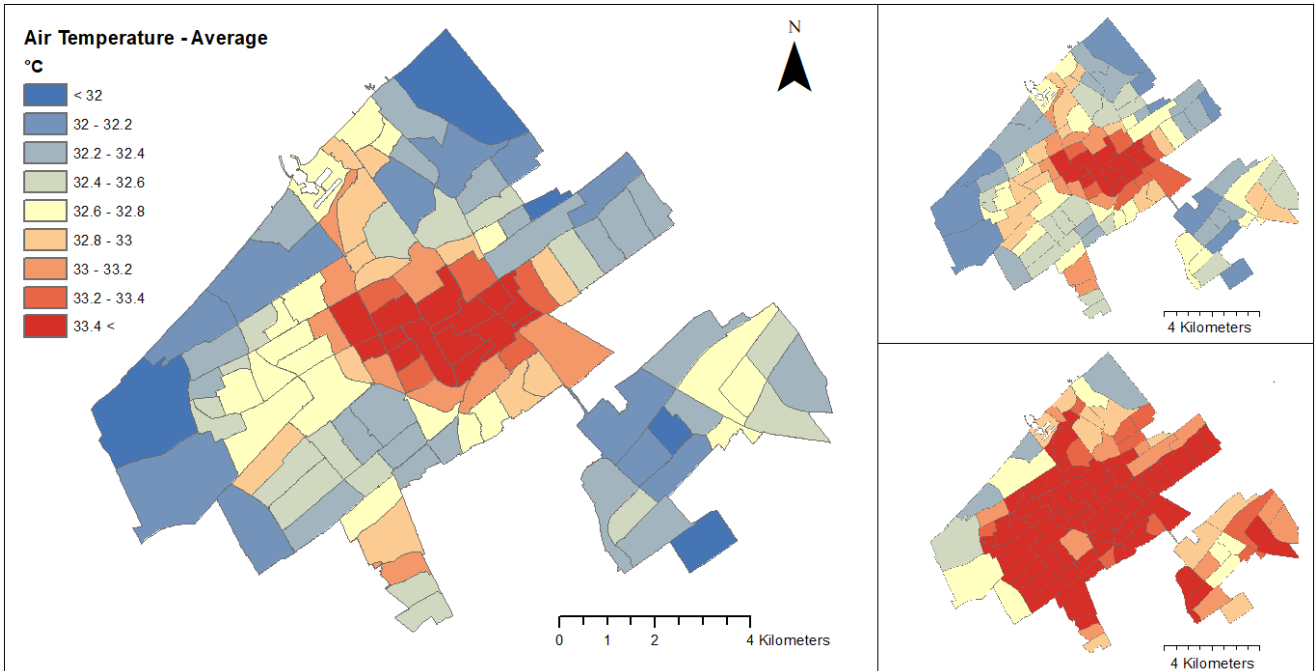 Air Temperature - Average
°C
< 32
32 - 32.2
32.2 - 32.4
32.4 - 32.6
32.6 - 32.8
32.8 - 33
33 - 33.2
33.2 - 33.4
33.4 <
N
0 1 2 4 Kilometers
4 Kilometers
4 Kilometers